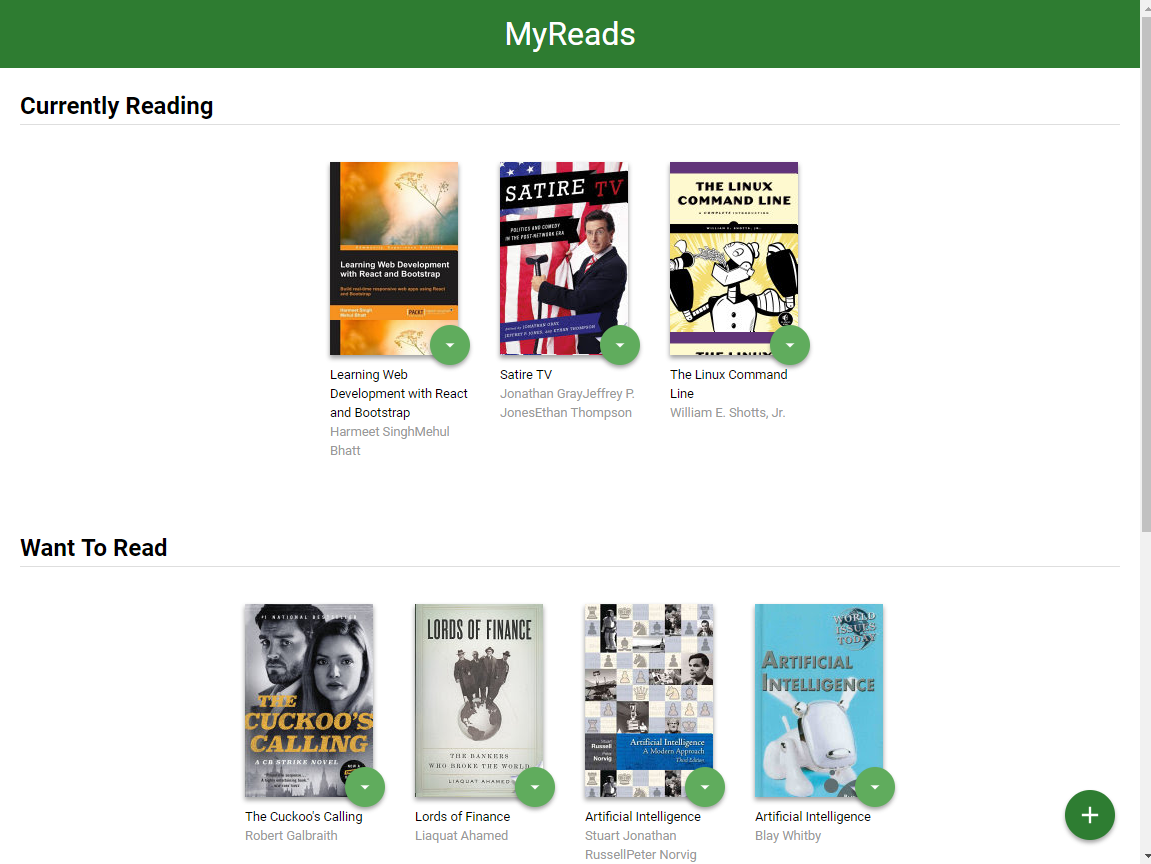 MyReads
Currently Reading
Learning Web Development
with React and Bootstrap
Build real-time responsive web apps using React
and Bootstrap
Harmeet Singh
Mehul Bhatt
PACKT
SATIRE TV
POLITICS AND COMEDY
IN THE POST-NETWORK ERA
Edited by JONATHAN GRAY,
JEFFREY P. JONES, and ETHAN THOMPSON
THE LINUX
COMMAND LINE
A COMPLETE INTRODUCTION
WILLIAM E. SHOTTS, JR.
THE LINUX
Learning Web
Development with React
and Bootstrap
Harmeet SinghMehul
Bhatt
Satire TV
Jonathan GrayJeffrey P.
JonesEthan Thompson
The Linux Command
Line
William E. Shotts, Jr.
Want To Read
#1 NATIONAL BESTSELLER
THE
CUCKOO'S
CALLING
A CB STRIKE NOVEL
LORDS OF FINANCE
THE BANKERS
WHO BROKE THE WORLD
LIAQUAT AHAMED
Stuart
Russell
Peter
Norvig
Artificial Intelligence
A Modern Approach
Third Edition
WORLD
ISSUES
TODAY
ARTIFICIAL
INTELLIGENCE
The Cuckoo's Calling
Robert Galbraith
Lords of Finance
Liaquat Ahamed
Artificial Intelligence
Stuart Jonathan
RussellPeter Norvig
Artificial Intelligence
Blay Whitby
+